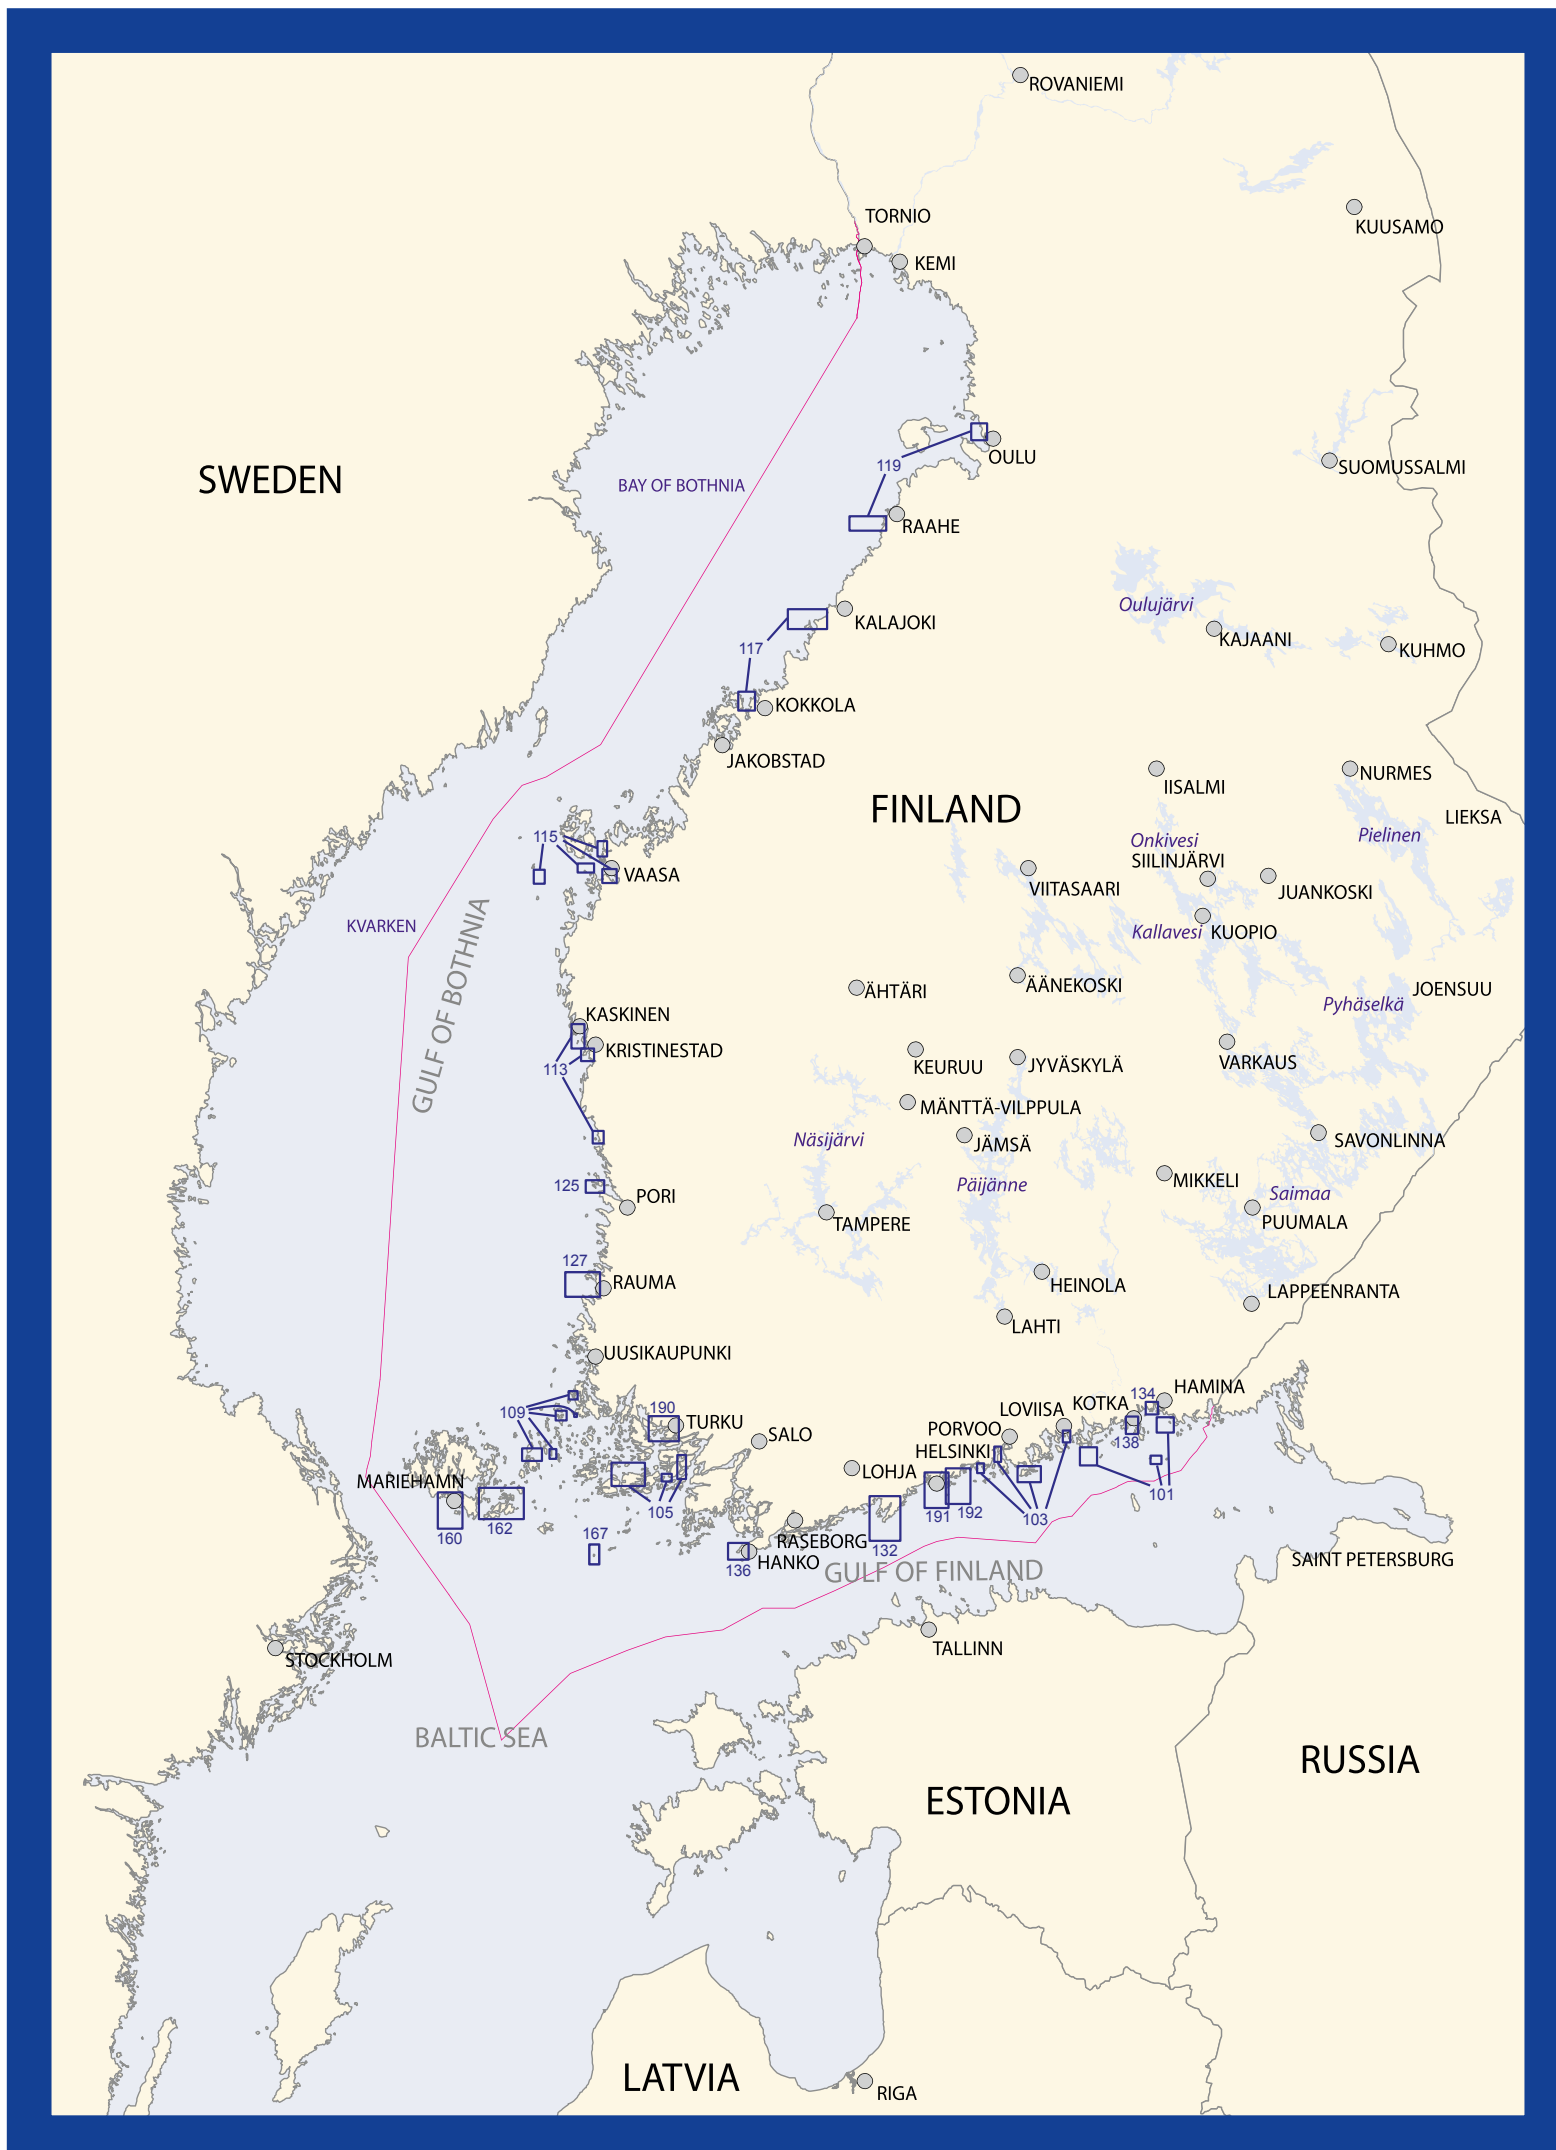 ROVANIEMI
TORNIO
KUUSAMO
KEMI
OULU
119
SWEDEN
BAY OF BOTHNIA
SUOMUSSALMI
RAAHE
Oulujärvi
KALAJOKI
KAJAANI
117
KUHMO
KOKKOLA
JAKOBSTAD
NURMES
IISALMI
FINLAND
LIEKSA
115
Onkivesi
Pielinen
SIILINJÄRVI
VAASA
VIITASAARI
JUANKOSKI
KVARKEN
Kallavesi
KUOPIO
GULF OF BOTHNIA
ÄHTÄRI
ÄÄNEKOSKI
JOENSUU
Pyhäselkä
KASKINEN
KRISTINESTAD
113
KEURUU
JYVÄSKYLÄ
VARKAUS
MÄNTTÄ-VILPPULA
Näsijärvi
JÄMSÄ
SAVONLINNA
125
PORI
Päijänne
MIKKELI
Saimaa
TAMPERE
PUUMALA
127
RAUMA
HEINOLA
LAPPEENRANTA
LAHTI
UUSIKAUPUNKI
134
HAMINA
109
190
TURKU
LOVIISA
KOTKA
SALO
PORVOO
138
HELSINKI
MARIEHAMN
LOHJA
101
105
191
192
103
162
160
167
RASEBORG
132
HANKO
136
GULF OF FINLAND
SAINT PETERSBURG
TALLINN
STOCKHOLM
BALTIC SEA
RUSSIA
ESTONIA
LATVIA
RIGA